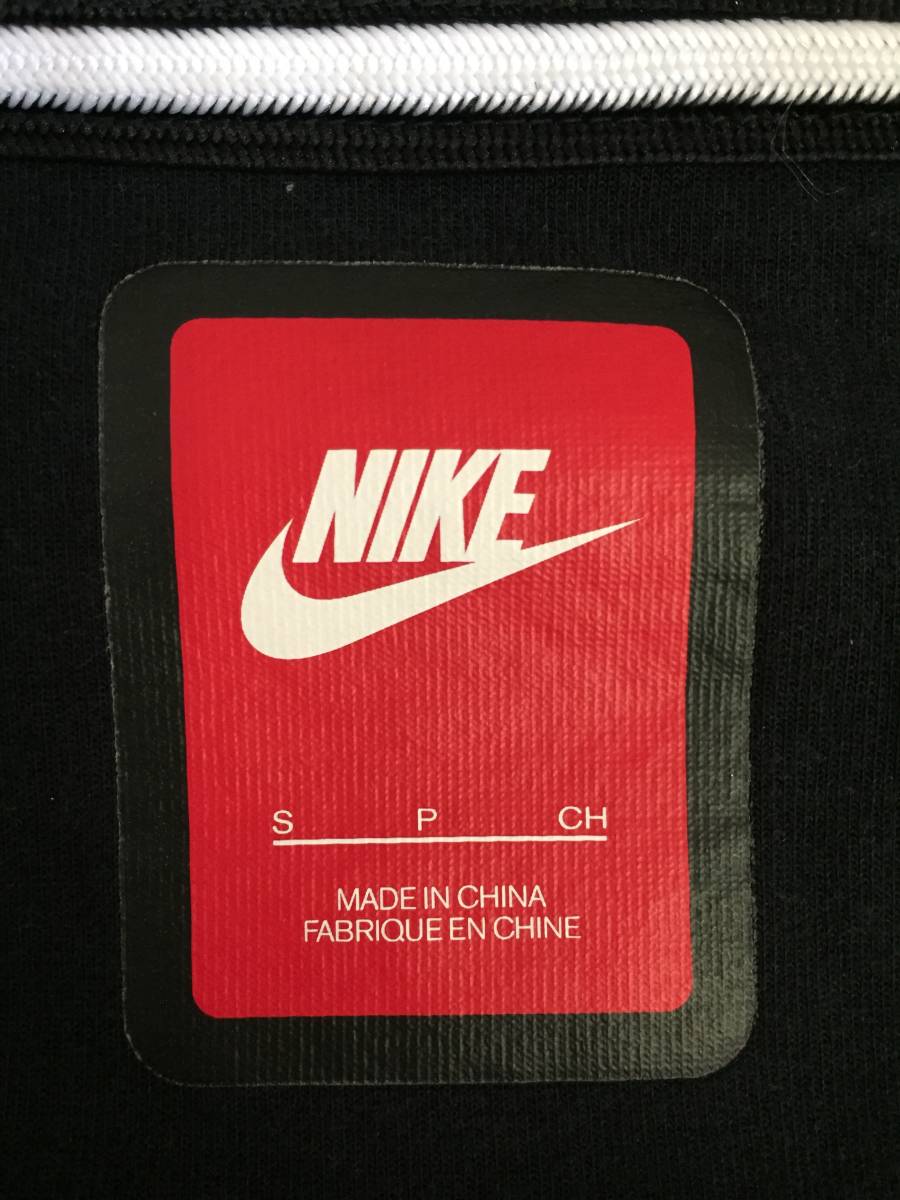 NIKE
S P CH
MADE IN CHINA
FABRIQUE EN CHINE